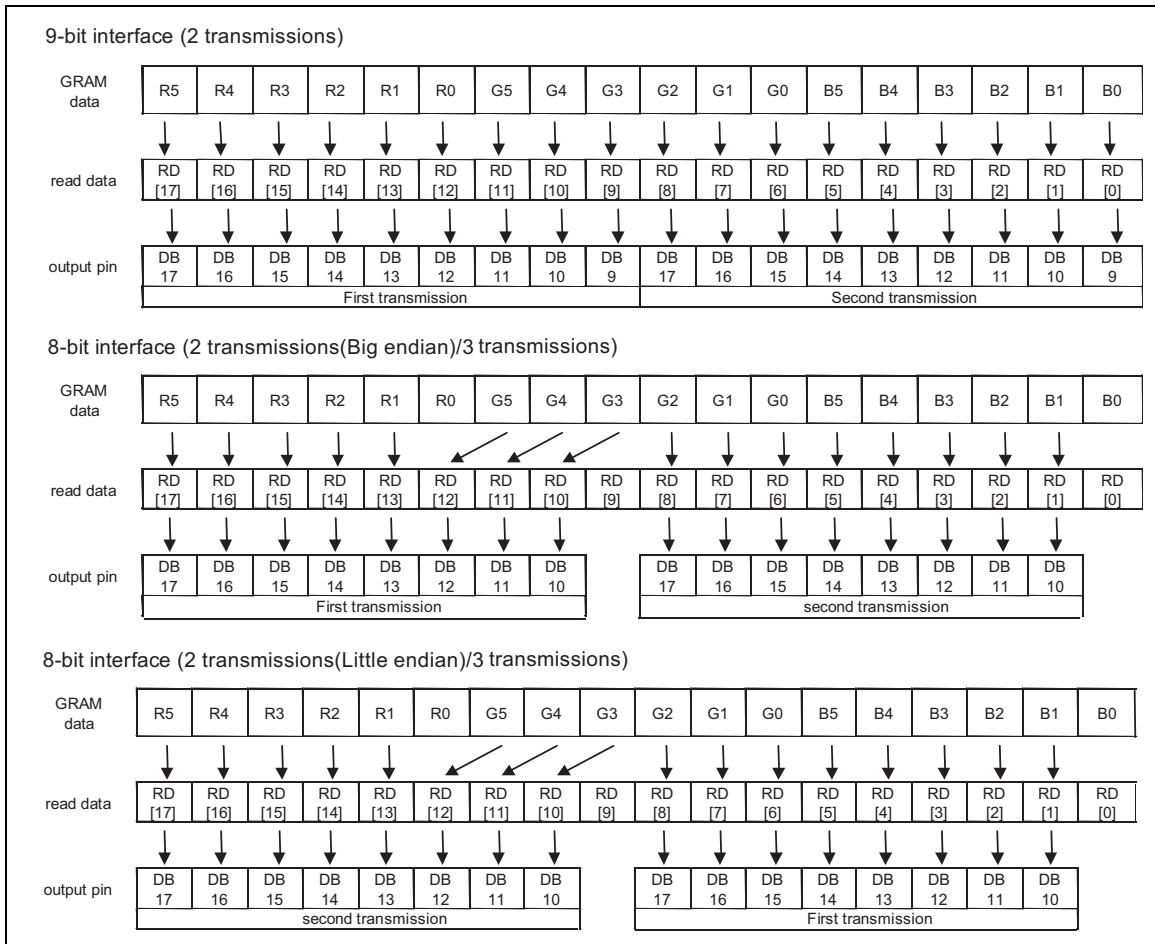 9-bit interface (2 transmissions)
GRAM data R5 R4 R3 R2 R1 R0 G5 G4 G3 G2 G1 G0 B5 B4 B3 B2 B1 B0
read data RD [17] RD [16] RD [15] RD [14] RD [13] RD [12] RD [11] RD [10] RD [9] RD [8] RD [7] RD [6] RD [5] RD [4] RD [3] RD [2] RD [1] RD [0]
output pin DB 17 DB 16 DB 15 DB 14 DB 13 DB 12 DB 11 DB 10 DB 9 DB 17 DB 16 DB 15 DB 14 DB 13 DB 12 DB 11 DB 10 DB 9
First transmission Second transmission
8-bit interface (2 transmissions(Big endian)/3 transmissions)
GRAM data R5 R4 R3 R2 R1 R0 G5 G4 G3 G2 G1 G0 B5 B4 B3 B2 B1 B0
read data RD [17] RD [16] RD [15] RD [14] RD [13] RD [12] RD [11] RD [10] RD [9] RD [8] RD [7] RD [6] RD [5] RD [4] RD [3] RD [2] RD [1] RD [0]
output pin DB 17 DB 16 DB 15 DB 14 DB 13 DB 12 DB 11 DB 10 DB 17 DB 16 DB 15 DB 14 DB 13 DB 12 DB 11 DB 10
First transmission second transmission
8-bit interface (2 transmissions(Little endian)/3 transmissions)
GRAM data R5 R4 R3 R2 R1 R0 G5 G4 G3 G2 G1 G0 B5 B4 B3 B2 B1 B0
read data RD [17] RD [16] RD [15] RD [14] RD [13] RD [12] RD [11] RD [10] RD [9] RD [8] RD [7] RD [6] RD [5] RD [4] RD [3] RD [2] RD [1] RD [0]
output pin DB 17 DB 16 DB 15 DB 14 DB 13 DB 12 DB 11 DB 10 DB 17 DB 16 DB 15 DB 14 DB 13 DB 12 DB 11 DB 10
second transmission First transmission